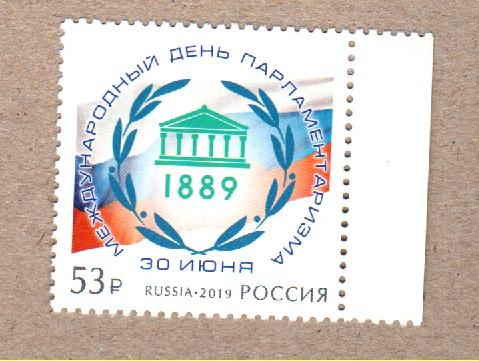 МЕЖДУНАРОДНЫЙ ДЕНЬ ПАРЛАМЕНТАРИЗМА
1889
30 ИЮНЯ
53₽ RUSSIA·2019 РОССИЯ